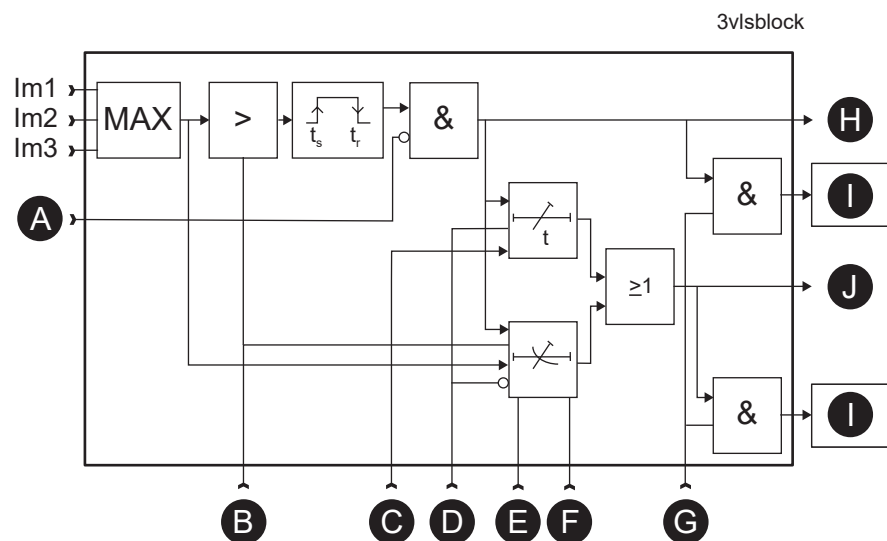 3vlsblock
Im1
Im2
Im3
MAX
>
ts tr
&
H
&
I
A
t
≥1
J
&
I
B
C
D
E
F
G